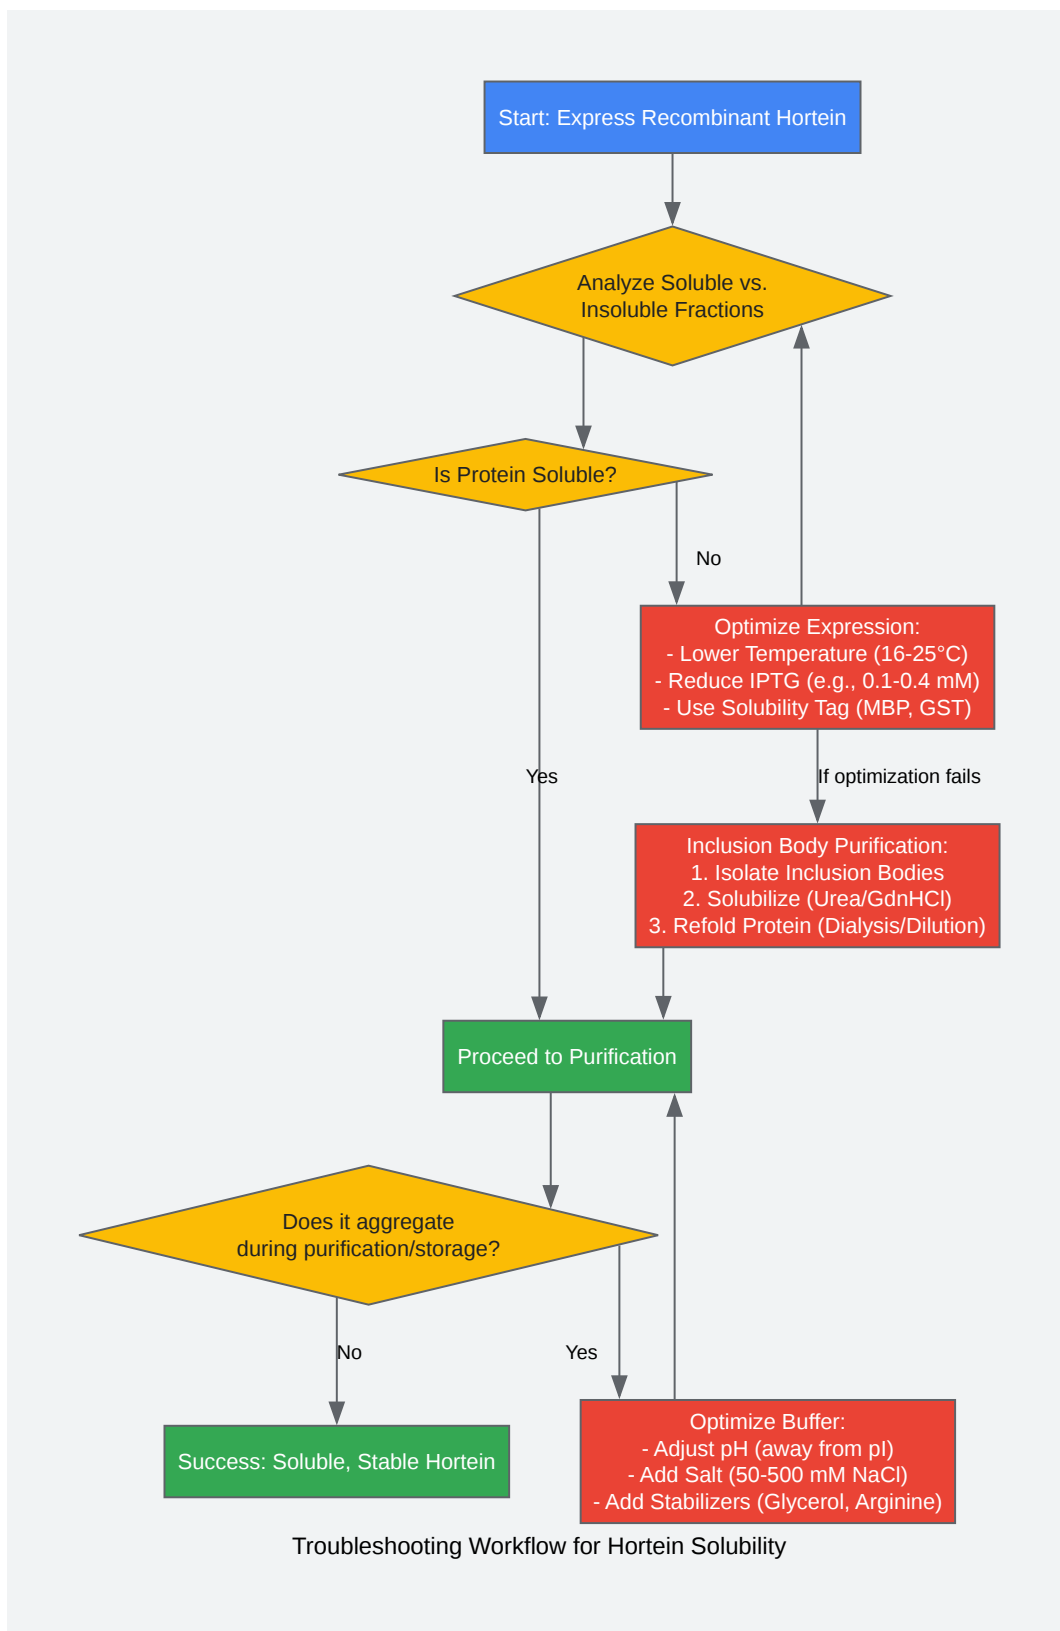 Start: Express Recombinant Hortein
Analyze Soluble vs.
Insoluble Fractions
Is Protein Soluble?
No
Optimize Expression:
- Lower Temperature (16-25°C)
- Reduce IPTG (e.g., 0.1-0.4 mM)
- Use Solubility Tag (MBP, GST)
Yes
If optimization fails
Inclusion Body Purification:
1. Isolate Inclusion Bodies
2. Solubilize (Urea/GdnHCl)
3. Refold Protein (Dialysis/Dilution)
Proceed to Purification
Does it aggregate
during purification/storage?
No
Yes
Success: Soluble, Stable Hortein
Optimize Buffer:
- Adjust pH (away from pI)
- Add Salt (50-500 mM NaCl)
- Add Stabilizers (Glycerol, Arginine)
Troubleshooting Workflow for Hortein Solubility